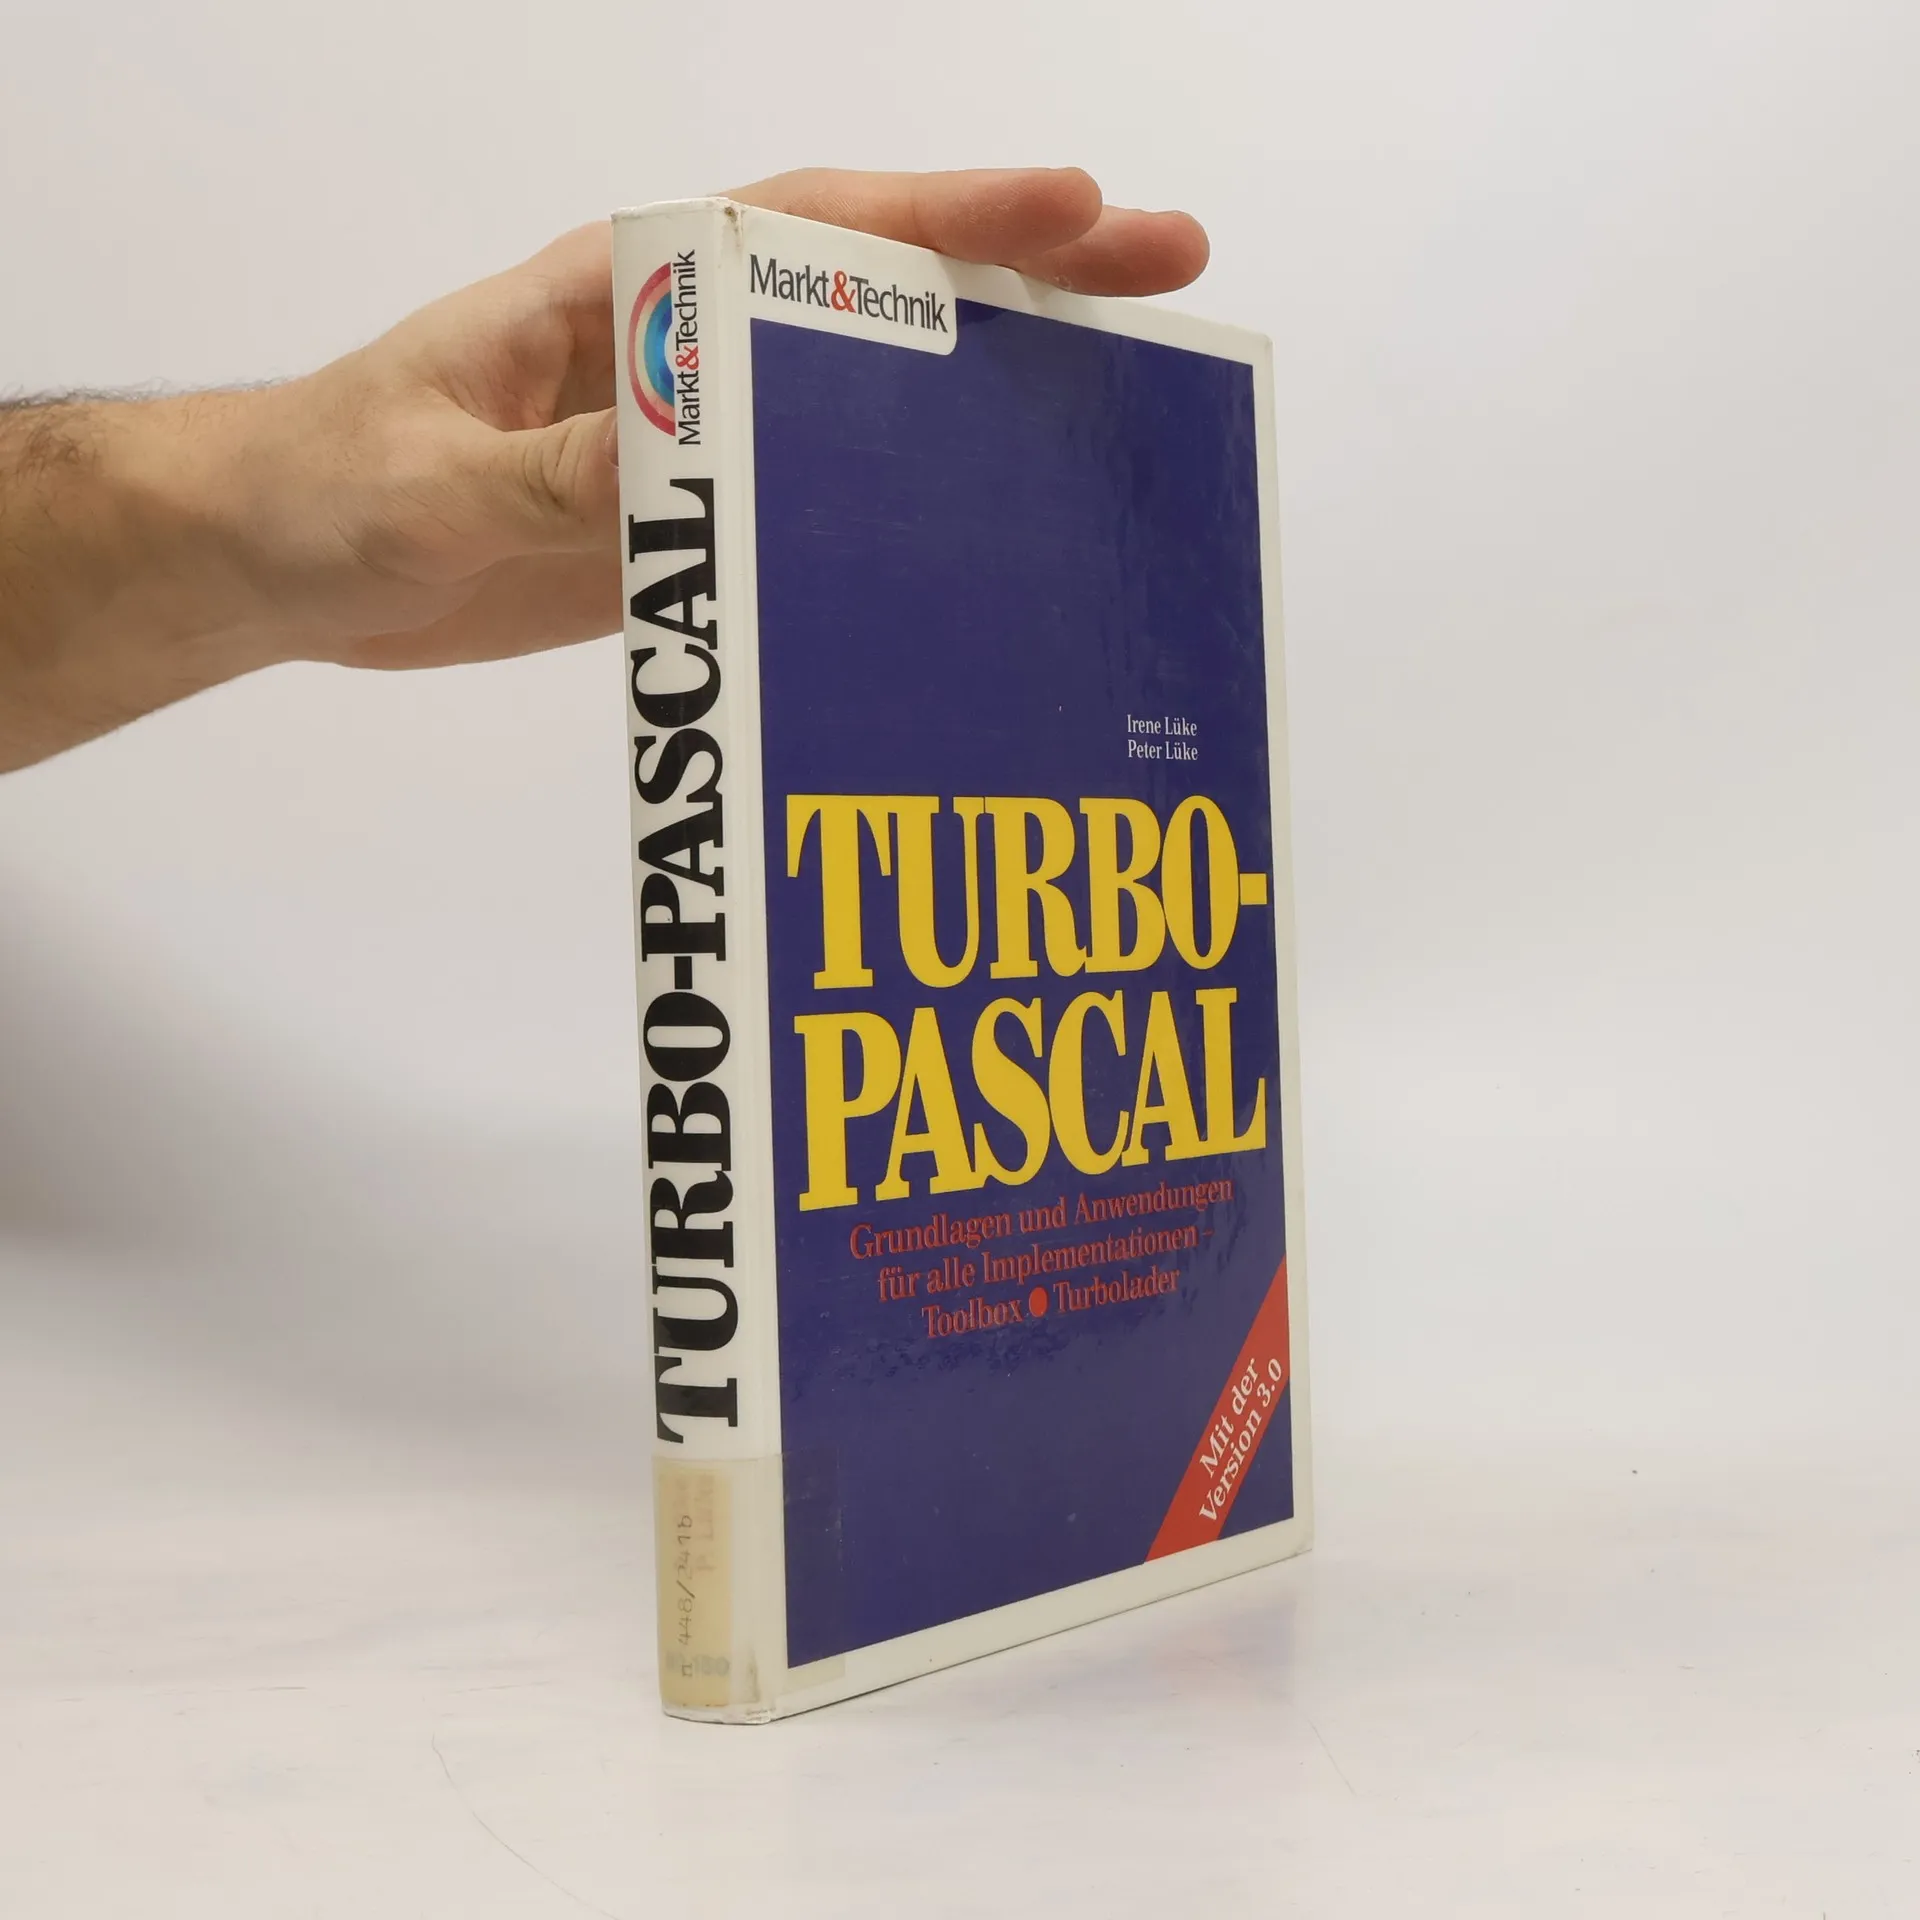 Markt&Technik
TURBO-PASCAL
Markt&Technik
Irene Lüke
Peter Lüke
TURBO-
PASCAL
Grundlagen und Anwendungen
für alle Implementationen –
Toolbox ● Turbolader
Mit der
Version 3.0